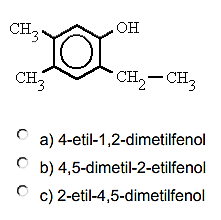 CH₃ OH
CH₃ CH₂—CH₃
a) 4-etil-1,2-dimetilfenol
b) 4,5-dimetil-2-etilfenol
c) 2-etil-4,5-dimetilfenol